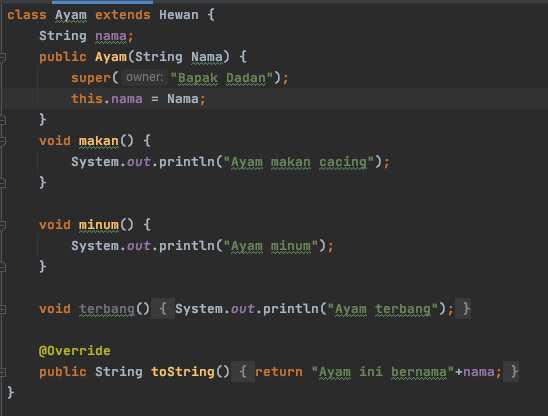 class Ayam extends Hewan {
String nama;
public Ayam(String Nama) {
super( owner: "Bapak Dadan");
this.nama = Nama;
}
void makan() {
System.out.println("Ayam makan cacing");
}
void minum() {
System.out.println("Ayam minum");
}
void terbang() { System.out.println("Ayam terbang"); }
@Override
public String toString() { return "Ayam ini bernama"+nama; }
}